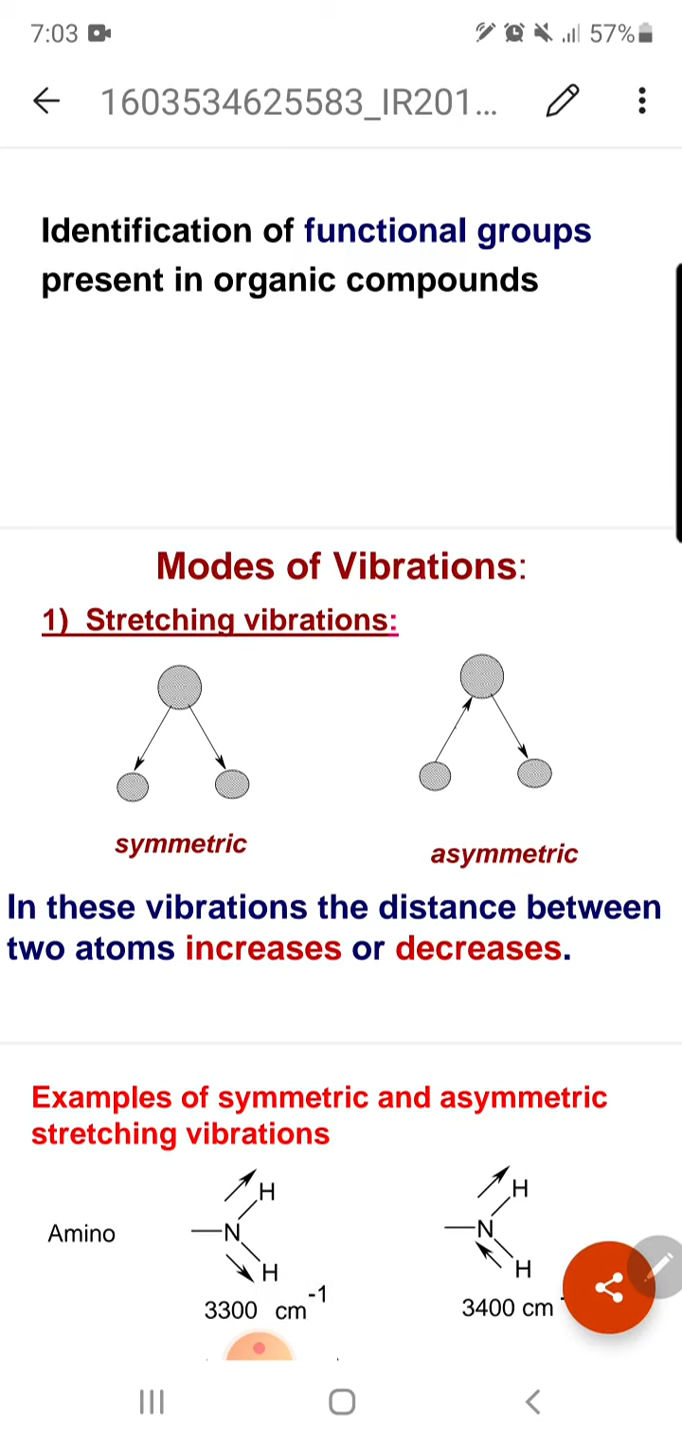 7:03
57%
1603534625583_IR201...
Identification of functional groups
present in organic compounds
Modes of Vibrations:
1) Stretching vibrations:
symmetric
asymmetric
In these vibrations the distance between
two atoms increases or decreases.
Examples of symmetric and asymmetric
stretching vibrations
H
H
Amino
N
N
H
H
3300 cm-1
3400 cm